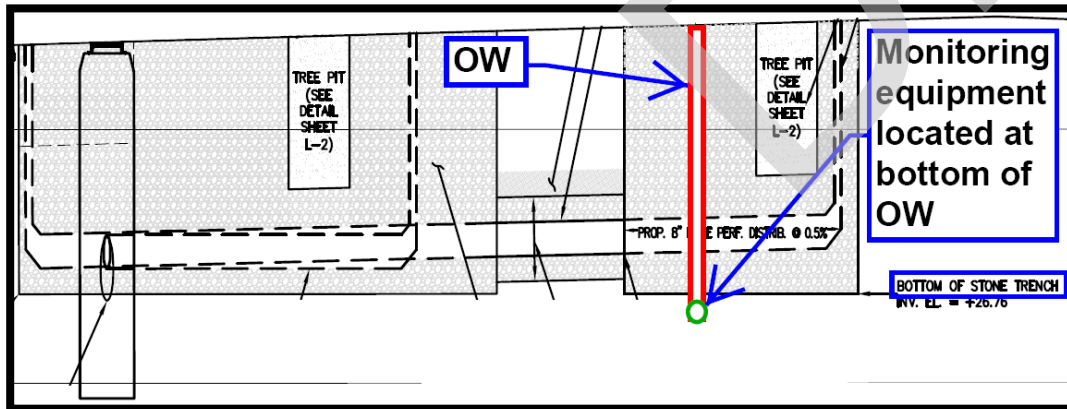 OW
TREE PIT
(SEE
DETAIL
SHEET
L-2)
TREE PIT
(SEE
DETAIL
SHEET
L-2)
Monitoring
equipment
located at
bottom of
OW
PROP. 8" PERF. DISTRIB. @ 0.5%
BOTTOM OF STONE TRENCH
INV. EL. = +26.76